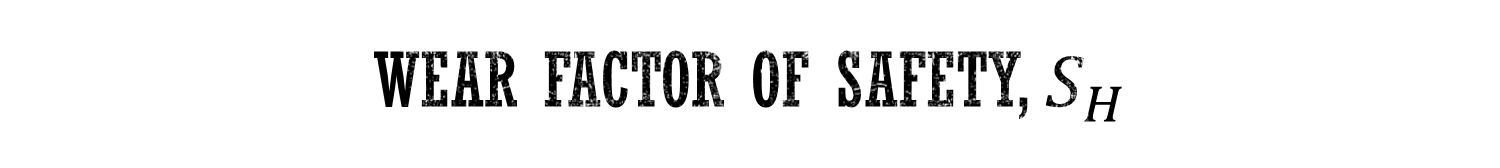 WEAR FACTOR OF SAFETY, S_H